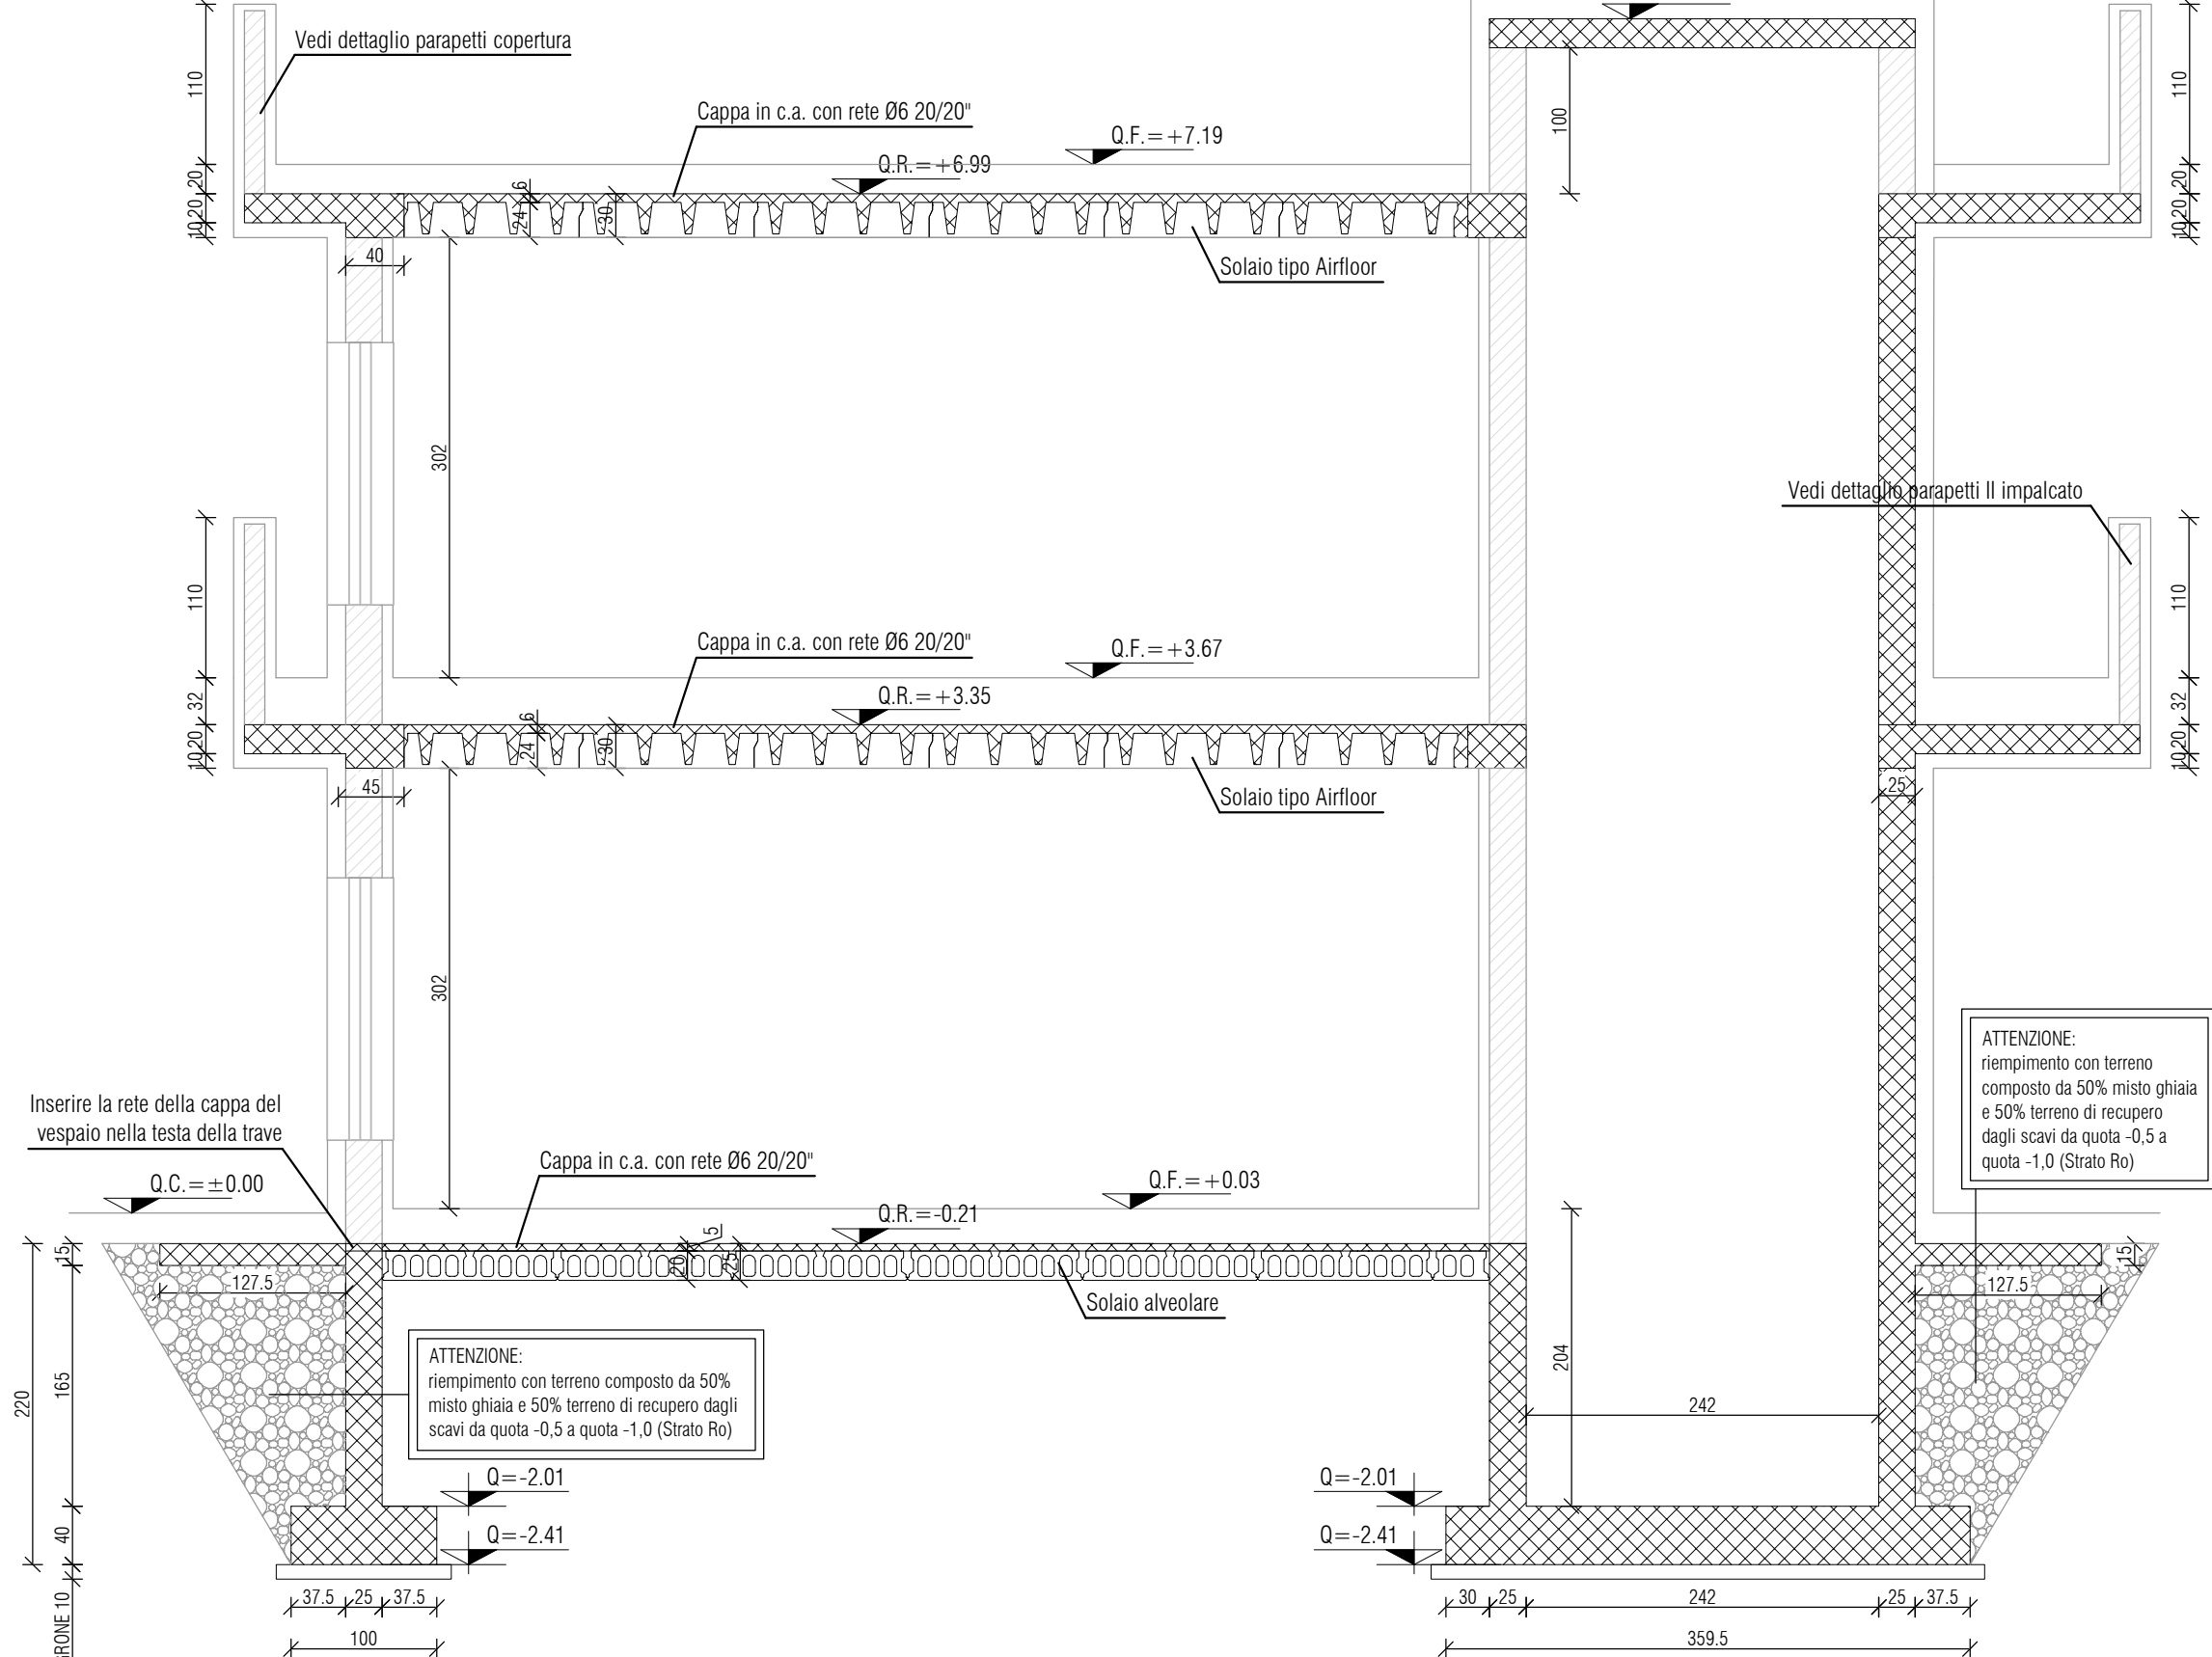 Vedi dettaglio parapetti copertura
110
110
100
Cappa in c.a. con rete Ø6 20/20"
Q.F.=+7.19
Q.R.=+6.99
20
20
10
6
24
30
20
20
10
40
Solaio tipo Airfloor
302
Vedi dettaglio parapetti II impalcato
110
110
Cappa in c.a. con rete Ø6 20/20"
Q.F.=+3.67
Q.R.=+3.35
32
20
10
6
24
30
32
20
10
45
25
Solaio tipo Airfloor
302
ATTENZIONE:
riempimento con terreno
composto da 50% misto ghiaia
e 50% terreno di recupero
dagli scavi da quota -0,5 a
quota -1,0 (Strato Ro)
Inserire la rete della cappa del
vespaio nella testa della trave
Cappa in c.a. con rete Ø6 20/20"
Q.C.=±0.00
Q.F.=+0.03
Q.R.=-0.21
5
20
25
15
15
127.5
127.5
Solaio alveolare
ATTENZIONE:
riempimento con terreno composto da 50%
misto ghiaia e 50% terreno di recupero dagli
scavi da quota -0,5 a quota -1,0 (Strato Ro)
220
165
204
242
Q=-2.01
Q=-2.01
40
Q=-2.41
Q=-2.41
10
37.5
25
37.5
30
25
242
25
37.5
100
359.5